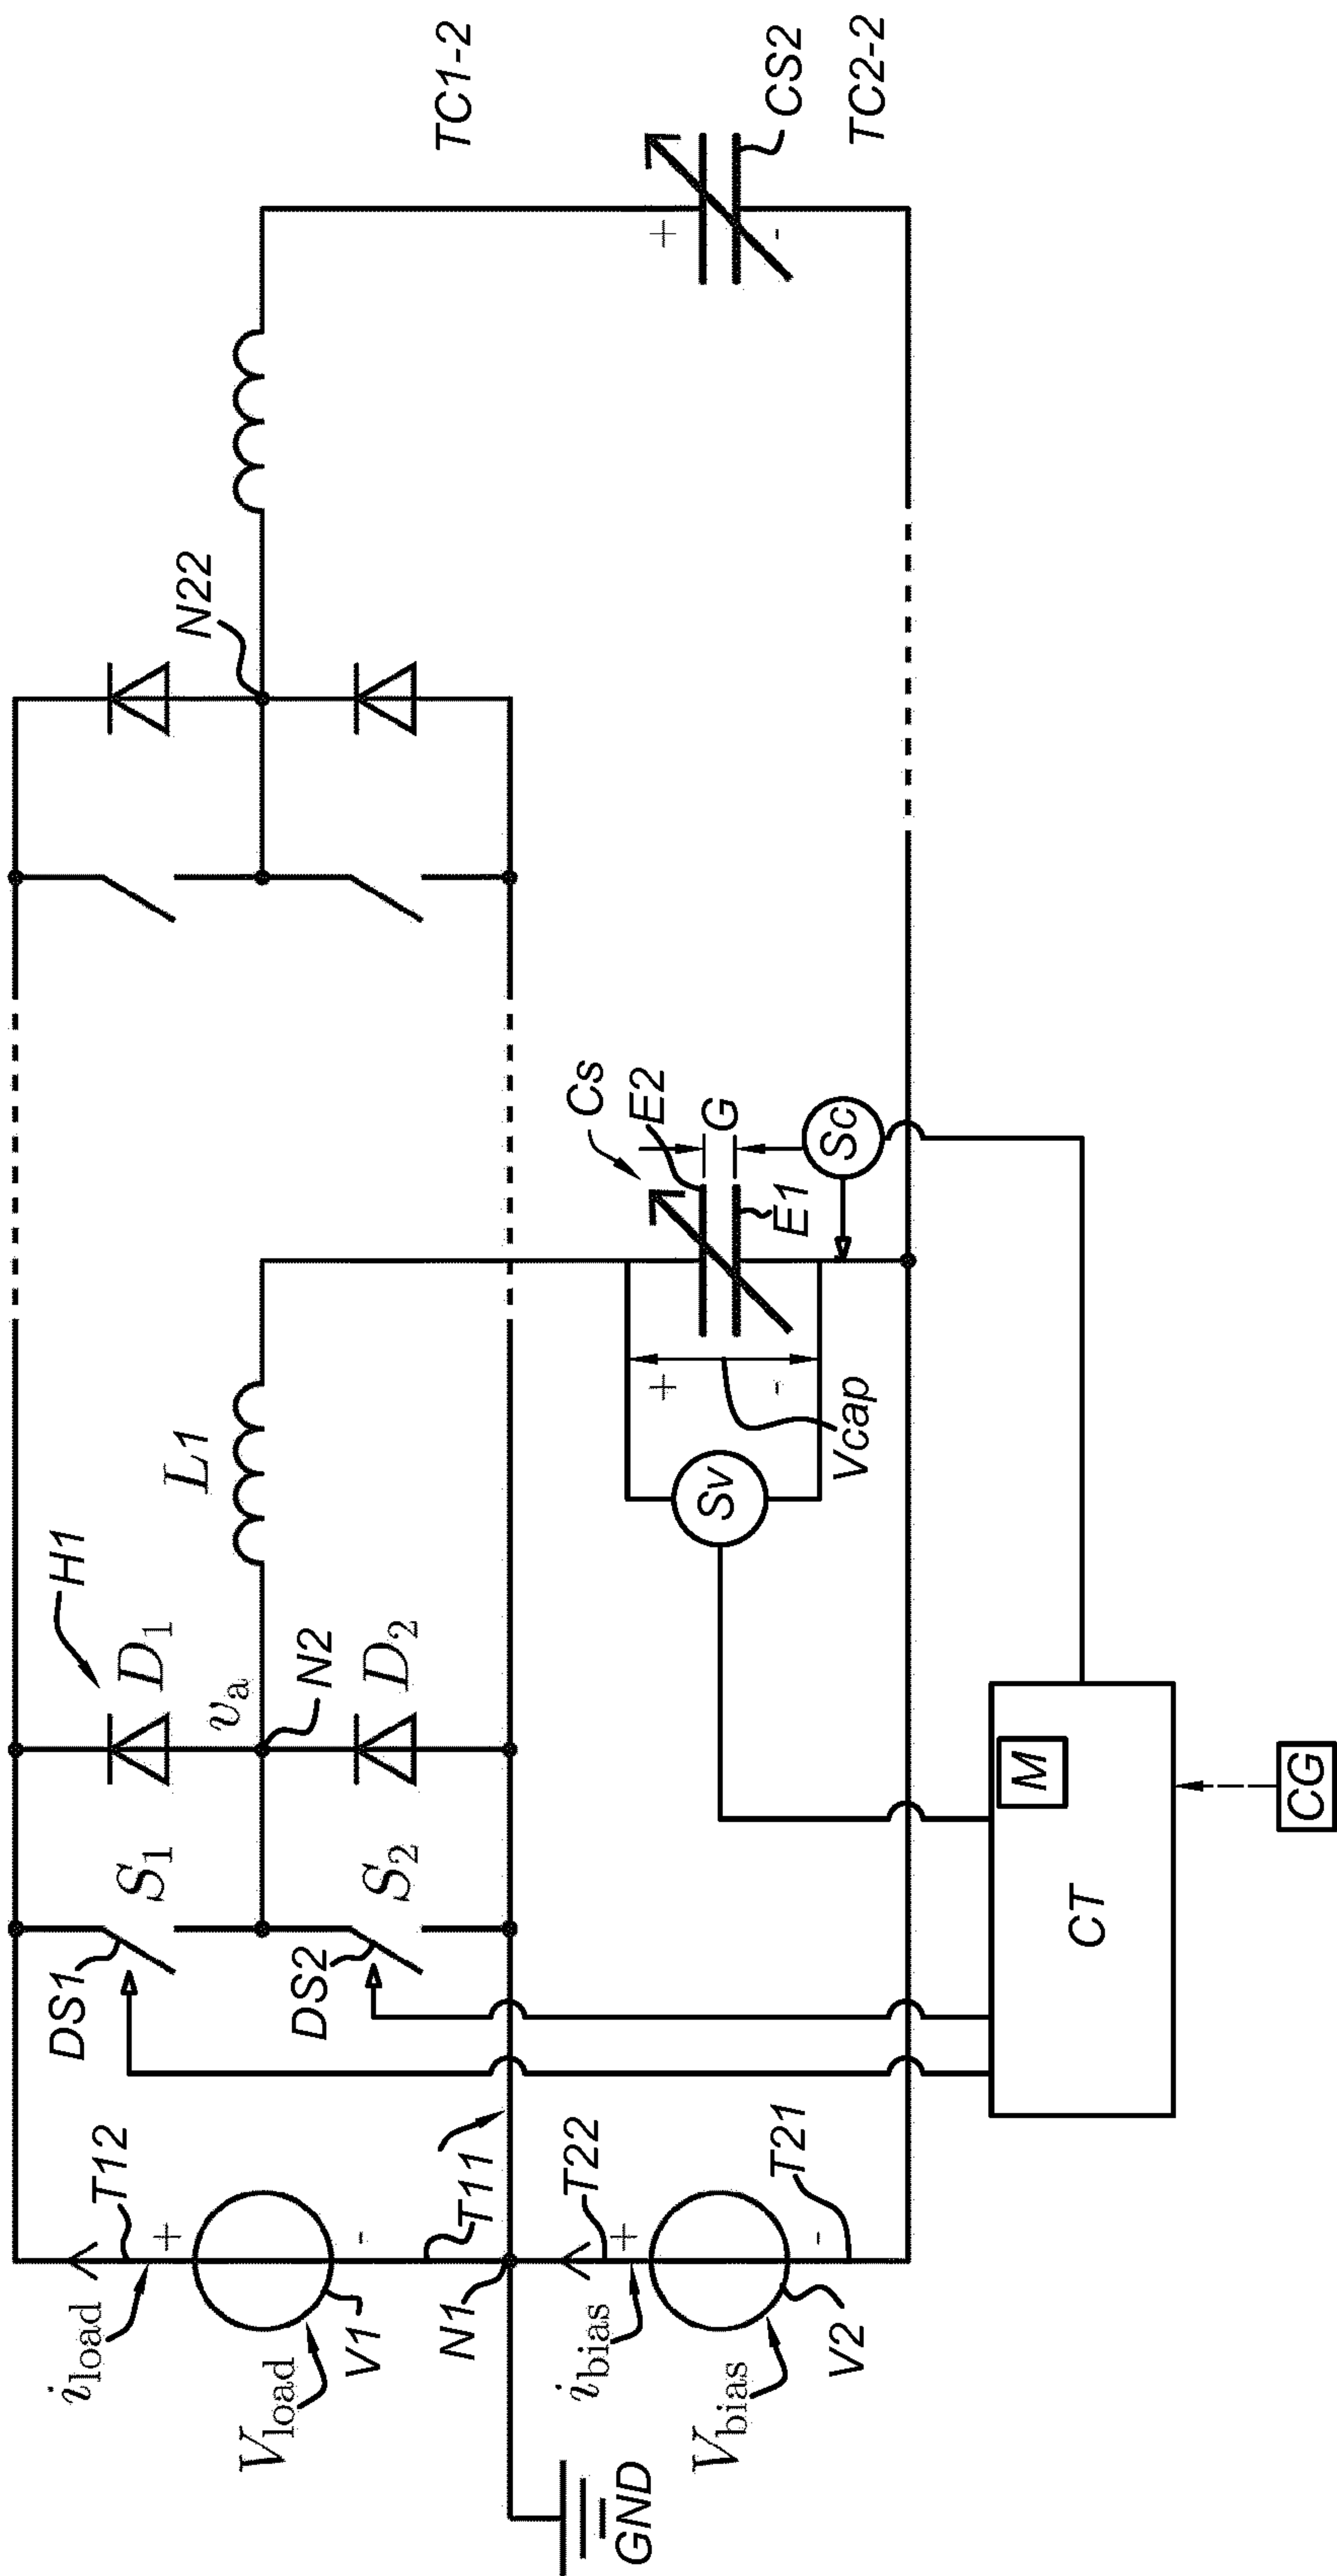 TC1-2
CS2
TC2-2
N22
Cs
E2
G
E1
Sc
L1
H1
D1
va
N2
D2
Sv
Vcap
+
-
+
-
DS1
S1
DS2
S2
M
CT
CG
T12
iload
+
-
Vload
V1
T11
N1
T22
ibias
+
-
Vbias
V2
T21
GND